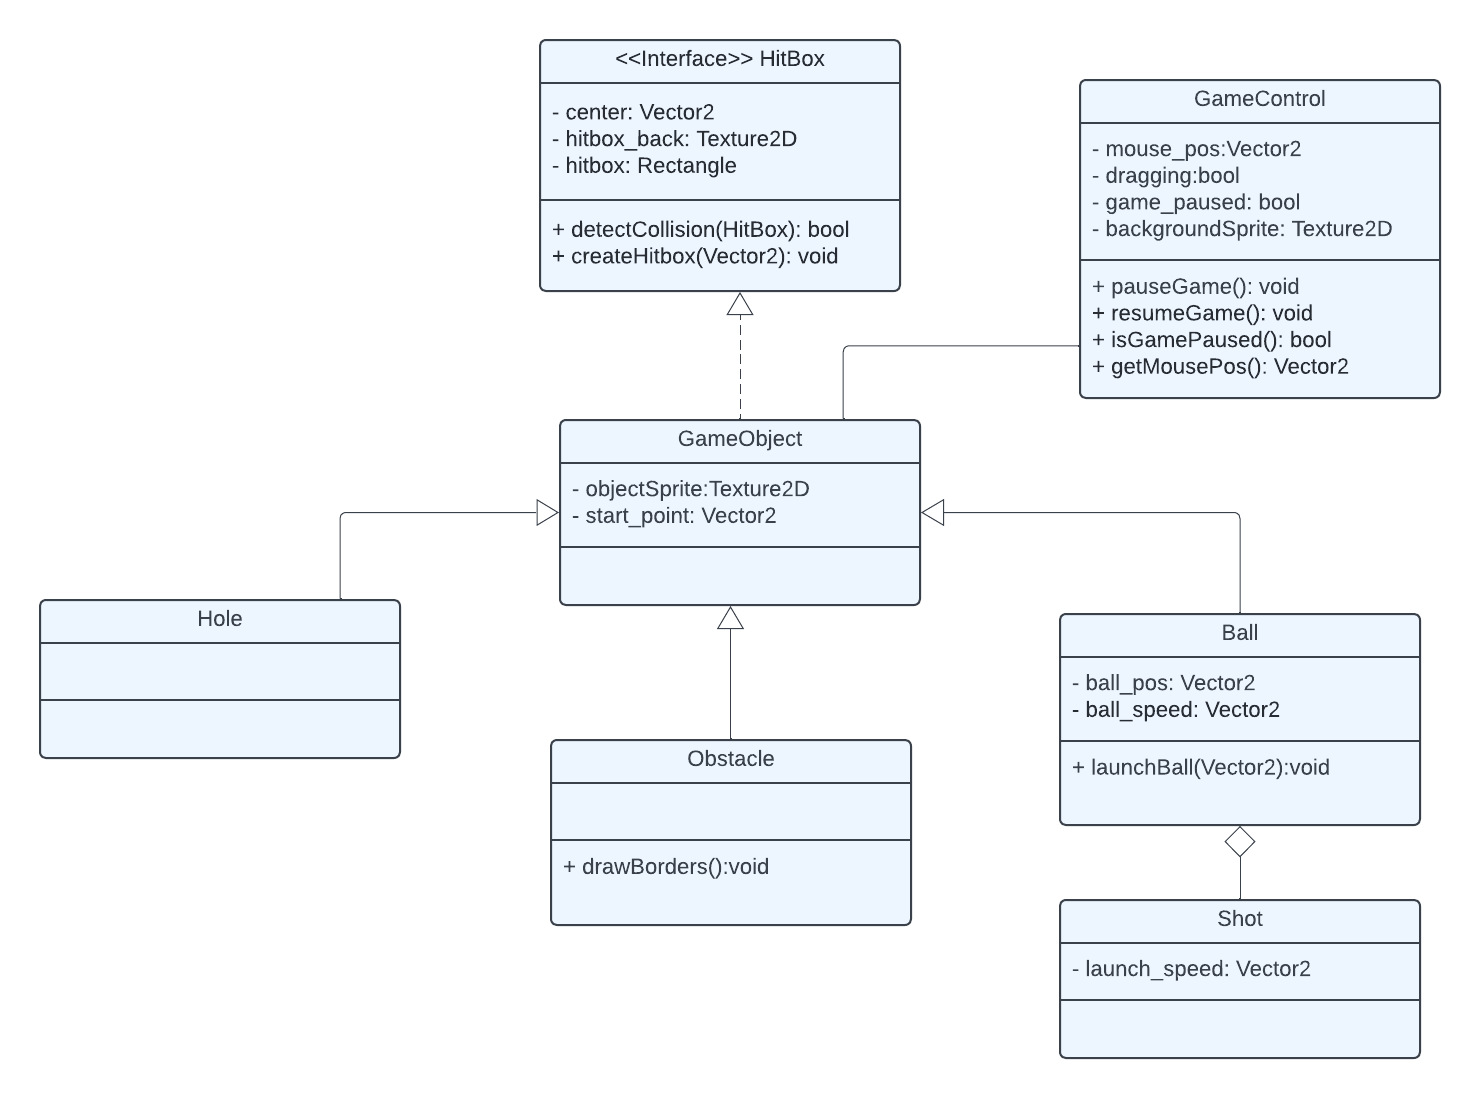 <<Interface>> HitBox
- center: Vector2
- hitbox_back: Texture2D
- hitbox: Rectangle
+ detectCollision(HitBox): bool
+ createHitbox(Vector2): void
GameControl
- mouse_pos:Vector2
- dragging:bool
- game_paused: bool
- backgroundSprite: Texture2D
+ pauseGame(): void
+ resumeGame(): void
+ isGamePaused(): bool
+ getMousePos(): Vector2
GameObject
- objectSprite:Texture2D
- start_point: Vector2
Hole
Obstacle
+ drawBorders():void
Ball
- ball_pos: Vector2
- ball_speed: Vector2
+ launchBall(Vector2):void
Shot
- launch_speed: Vector2